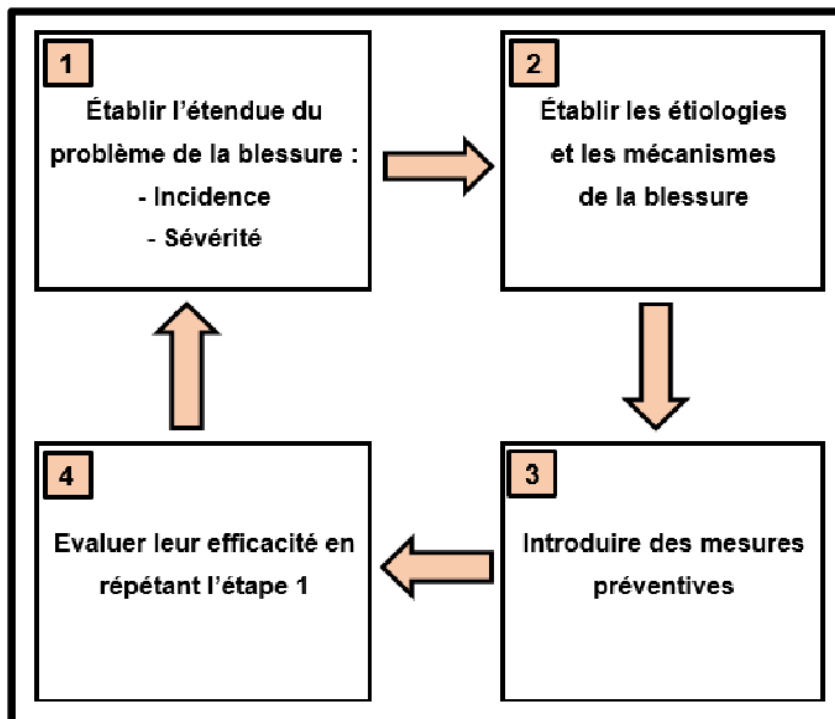 1
Établir l'étendue du
problème de la blessure :
- Incidence
- Sévérité
2
Établir les étiologies
et les mécanismes
de la blessure
3
Introduire des mesures
préventives
4
Evaluer leur efficacité en
répétant l'étape 1